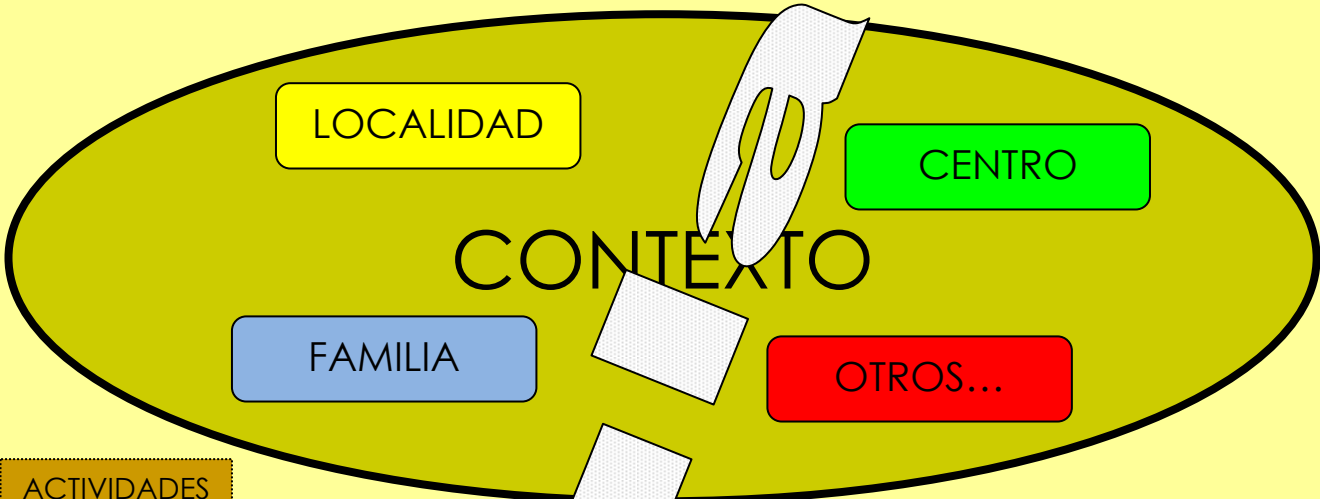 LOCALIDAD
CENTRO
CONTEXTO
FAMILIA
OTROS…
ACTIVIDADES